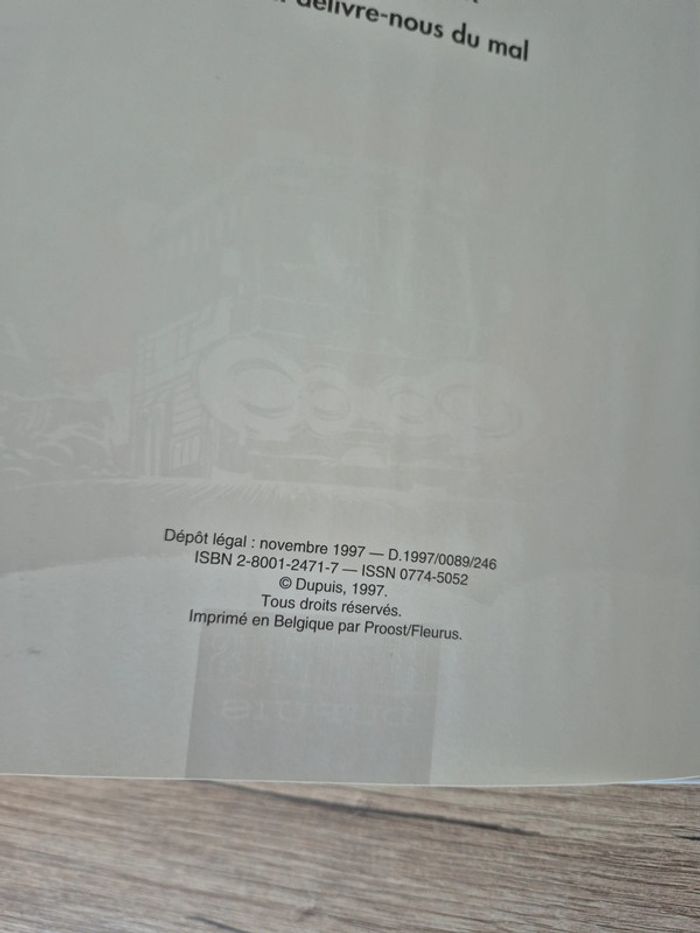 délivre-nous du mal
Dépôt légal : novembre 1997 — D.1997/0089/246
ISBN 2-8001-2471-7 — ISSN 0774-5052
© Dupuis, 1997.
Tous droits réservés.
Imprimé en Belgique par Proost/Fleurus.